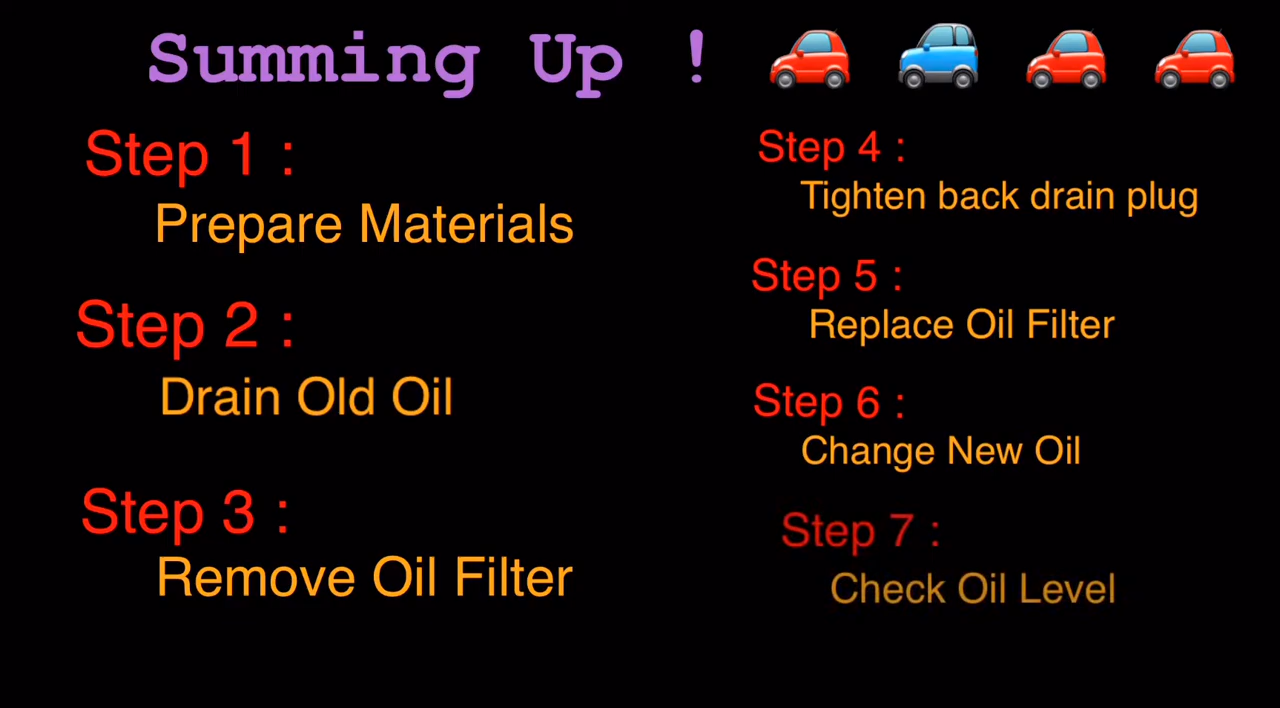 Summing Up !
Step 1 :
Prepare Materials
Step 2 :
Drain Old Oil
Step 3 :
Remove Oil Filter
Step 4 :
Tighten back drain plug
Step 5 :
Replace Oil Filter
Step 6 :
Change New Oil
Step 7 :
Check Oil Level